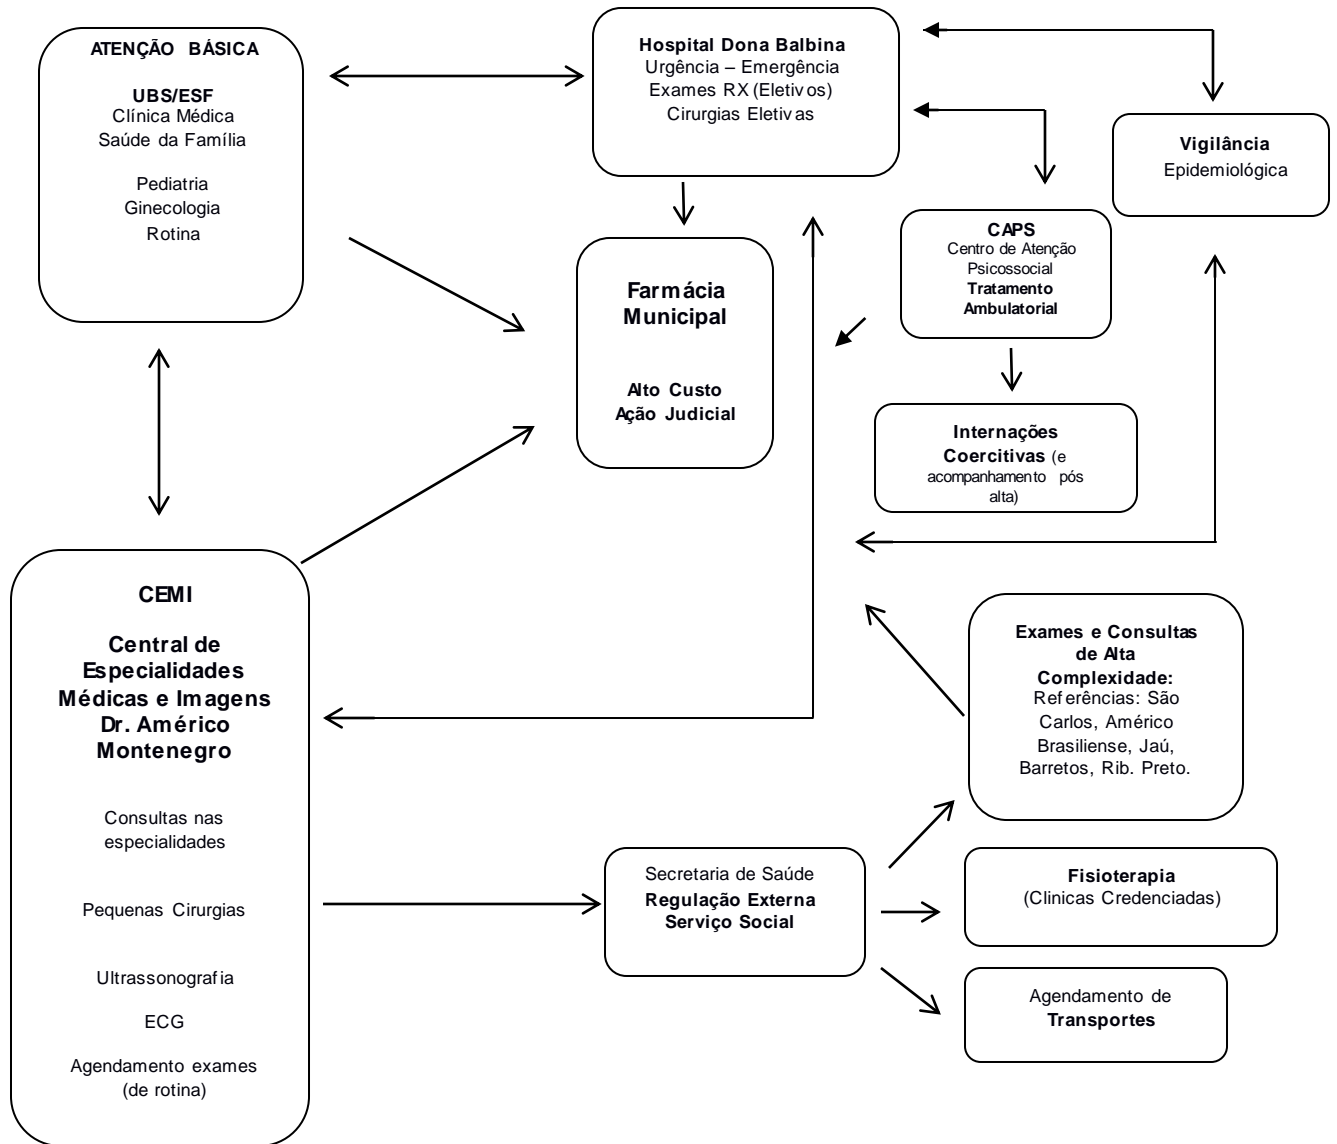 ATENÇÃO BÁSICA
UBS/ESF
Clínica Médica
Saúde da Família
Pediatria
Ginecologia
Rotina
Hospital Dona Balbina
Urgência – Emergência
Exames RX (Eletivos)
Cirurgias Eletivas
Vigilância
Epidemiológica
CAPS
Centro de Atenção
Psicossocial
Tratamento
Ambulatorial
Farmácia
Municipal
Alto Custo
Ação Judicial
Internações
Coercitivas (e
acompanhamento pós
alta)
CEMI
Central de
Especialidades
Médicas e Imagens
Dr. Américo
Montenegro
Consultas nas
especialidades
Pequenas Cirurgias
Ultrassonografia
ECG
Agendamento exames
(de rotina)
Exames e Consultas
de Alta
Complexidade:
Referências: São
Carlos, Américo
Brasiliense, Jaú,
Barretos, Rib. Preto.
Secretaria de Saúde
Regulação Externa
Serviço Social
Fisioterapia
(Clinicas Credenciadas)
Agendamento de
Transportes